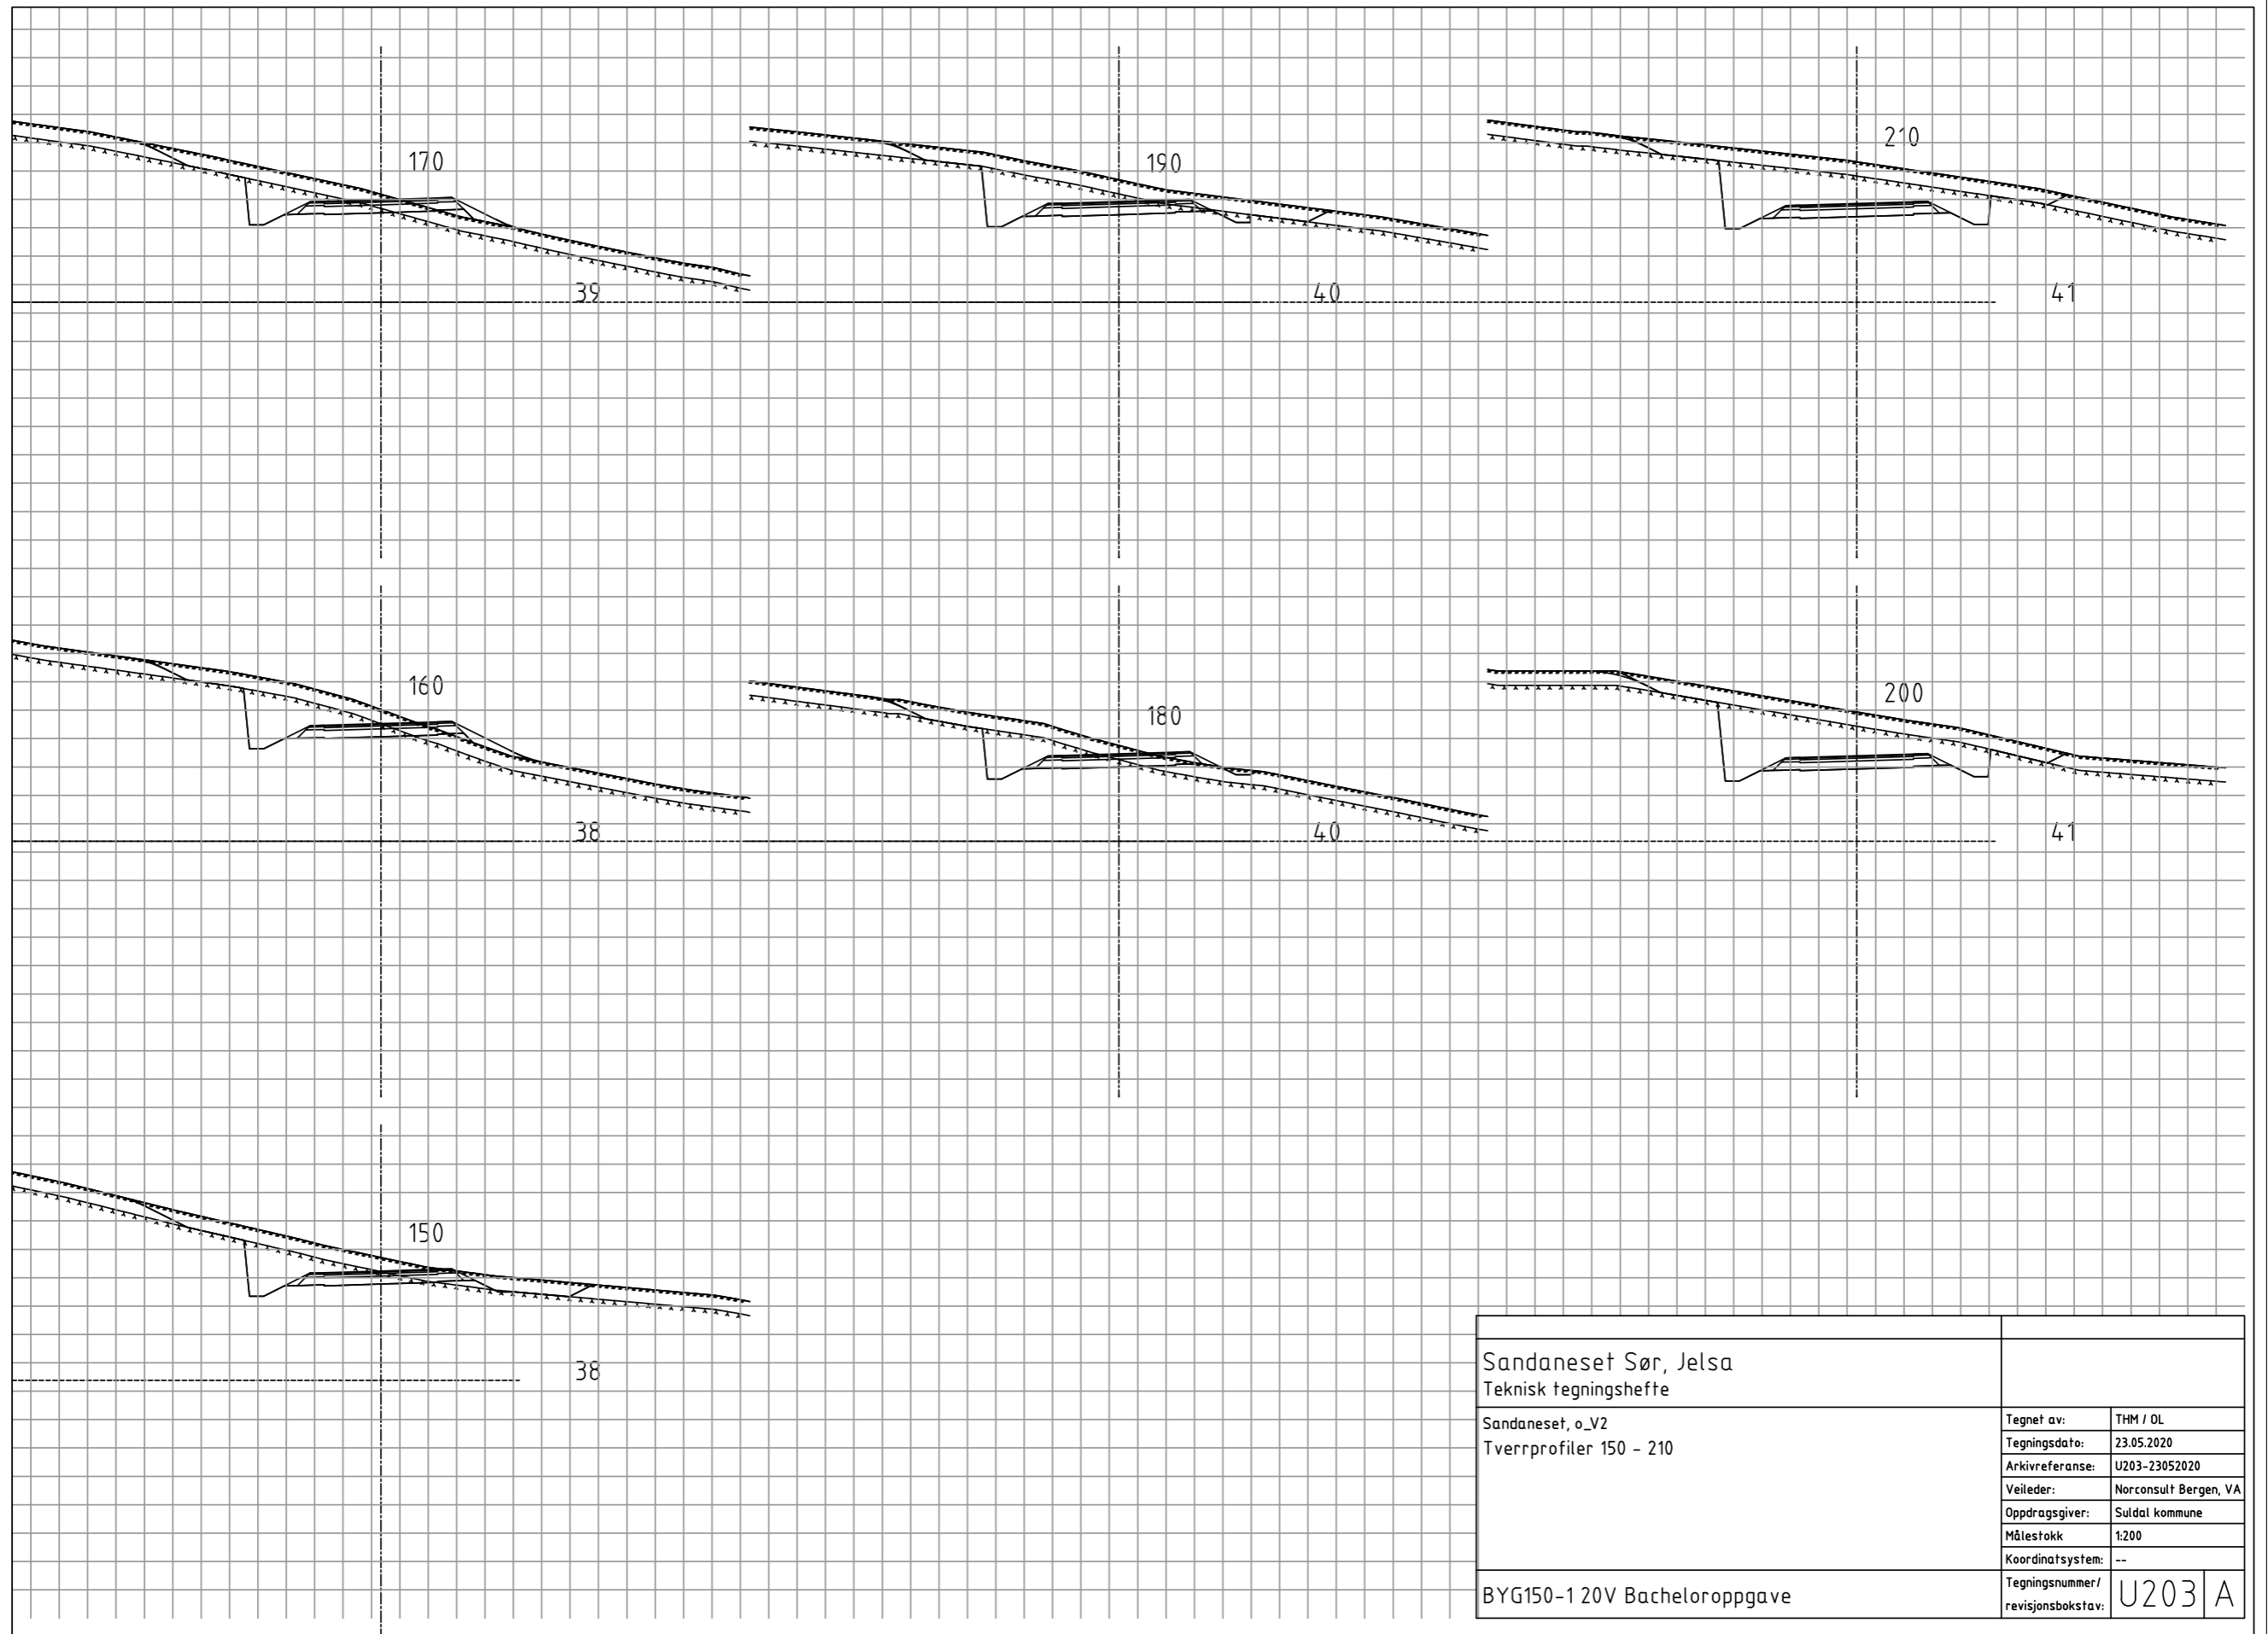 170
190
210
39
40
41
160
180
200
38
40
41
150
38
Sandaneset Sør, Jelsa
Teknisk tegningshefte
Sandaneset, o_V2
Tverrprofiler 150 - 210
Tegnet av: THM / OL
Tegningsdato: 23.05.2020
Arkivreferanse: U203-23052020
Veileder: Norconsult Bergen, VA
Oppdragsgiver: Suldal kommune
Målestokk 1:200
Koordinatsystem: --
Tegningsnummer/
revisjonsbokstav: U203 A
BYG150-1 20V Bacheloroppgave